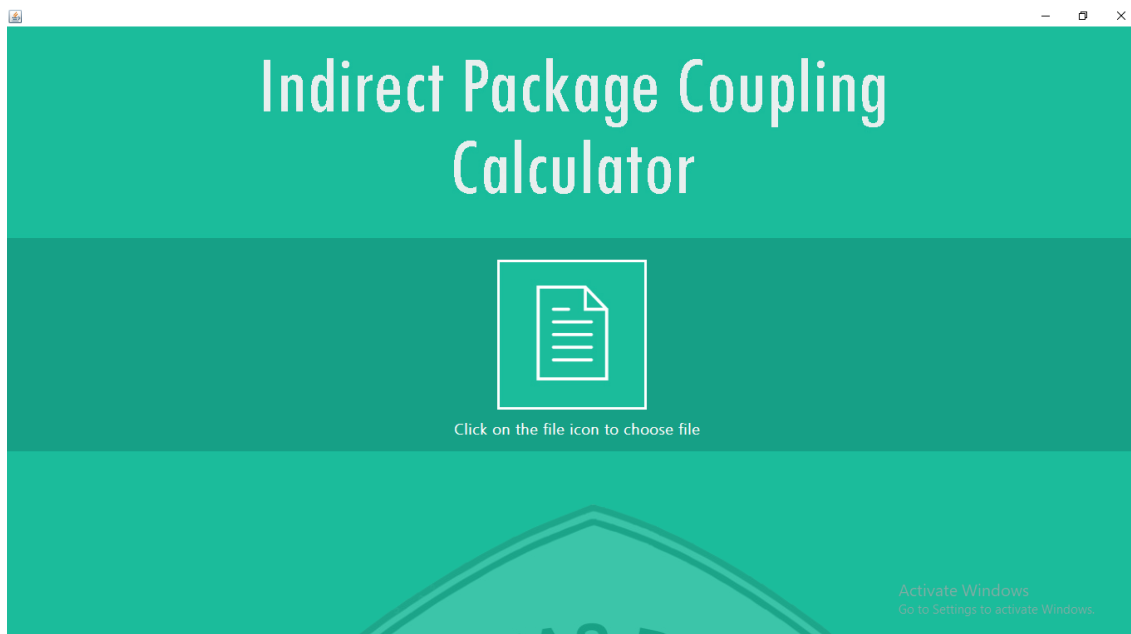 Indirect Package Coupling
Calculator
Click on the file icon to choose file
Activate Windows
Go to Settings to activate Windows.